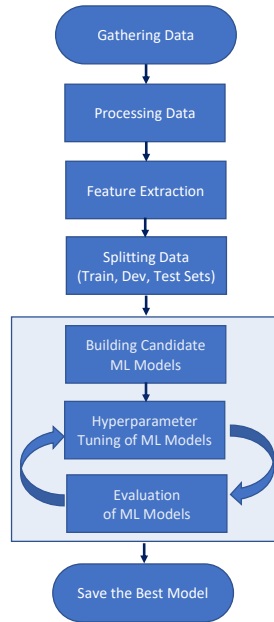 Gathering Data
Processing Data
Feature Extraction
Splitting Data
(Train, Dev, Test Sets)
Building Candidate
ML Models
Hyperparameter
Tuning of ML Models
Evaluation
of ML Models
Save the Best Model